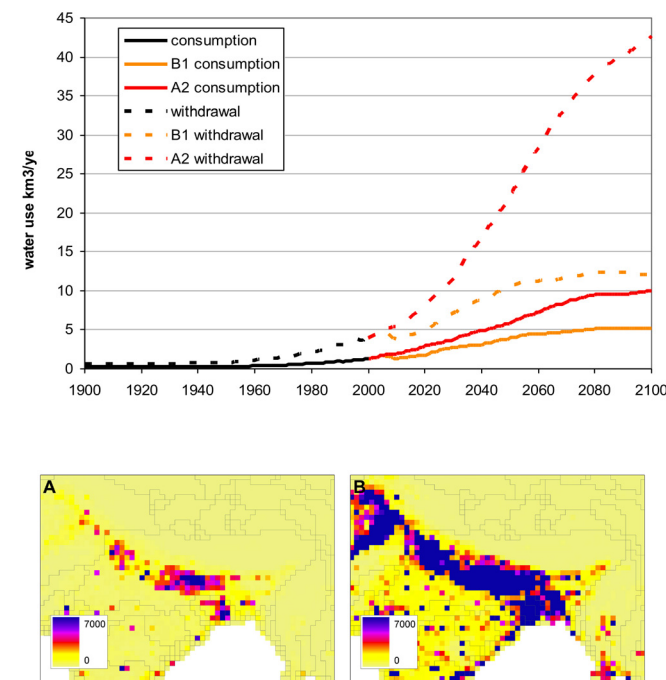 45
40
35
30
25
20
15
10
5
0
water use km3/ye
consumption
B1 consumption
A2 consumption
withdrawal
B1 withdrawal
A2 withdrawal
1900 1920 1940 1960 1980 2000 2020 2040 2060 2080 2100
A
7000
0
B
7000
0